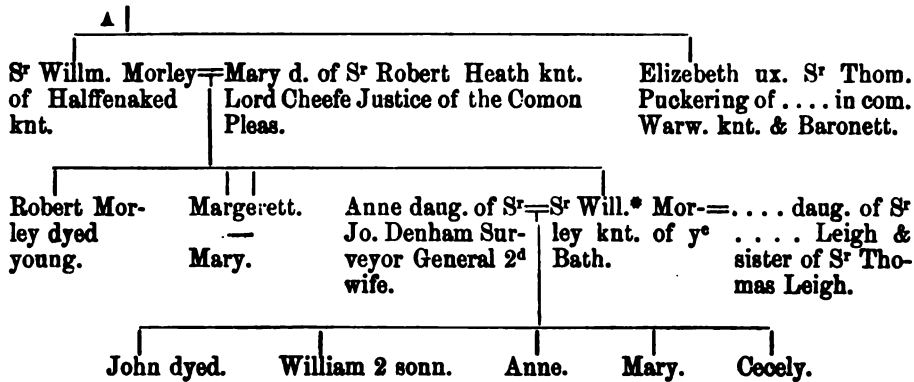 A
Sr Willm. Morley=Mary d. of Sr Robert Heath knt.
of Halffenaked Lord Cheefe Justice of the Comon
knt. Pleas.
Elizebeth ux. Sr Thom.
Puckering of .... in com.
Warw. knt. & Baronett.
Robert Mor-
ley dyed
young.
Margerett.
—
Mary.
Anne daug. of Sr=Sr Will.* Mor-=.... daug. of Sr
Jo. Denham Sur- ley knt. of ye .... Leigh &
veyor General 2d Bath. sister of Sr Tho-
wife. mas Leigh.
John dyed. William 2 sonn. Anne. Mary. Cecely.